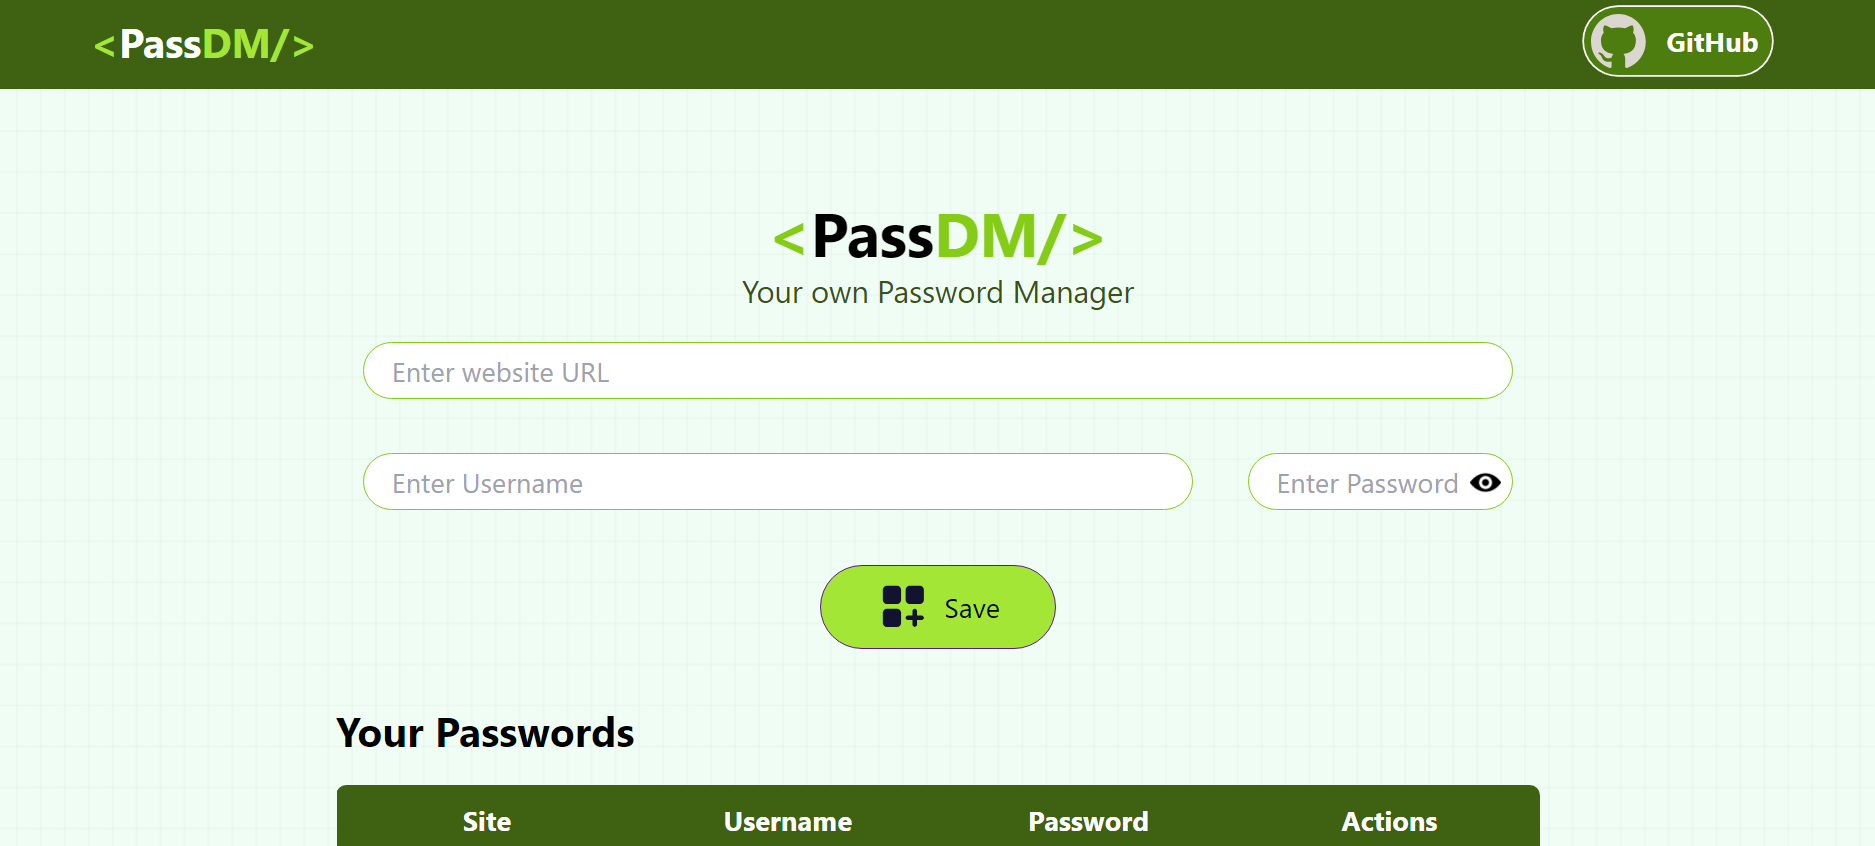 <PassDM/>
GitHub
<PassDM/>
Your own Password Manager
Enter website URL
Enter Username
Enter Password
Save
Your Passwords
Site Username Password Actions